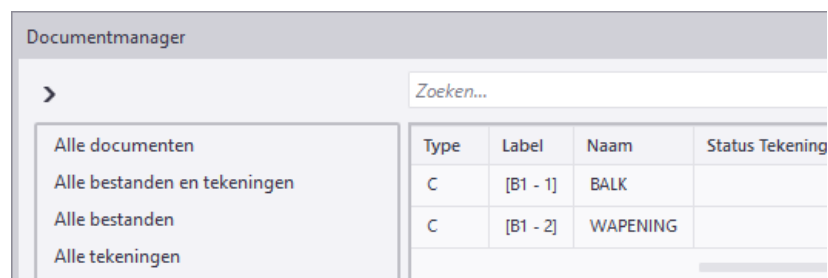 Documentmanager
Zoeken...
Alle documenten
Alle bestanden en tekeningen
Alle bestanden
Alle tekeningen
Type Label Naam Status Tekening
C [B1 - 1] BALK
C [B1 - 2] WAPENING